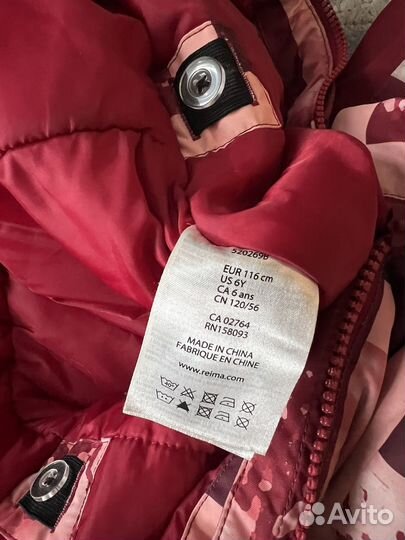 520269B
EUR 116 cm
US 6Y
CA 6 ans
CN 120/56
CA 02764
RN158093
MADE IN CHINA
FABRIQUE EN CHINE
www.reima.com
Avito